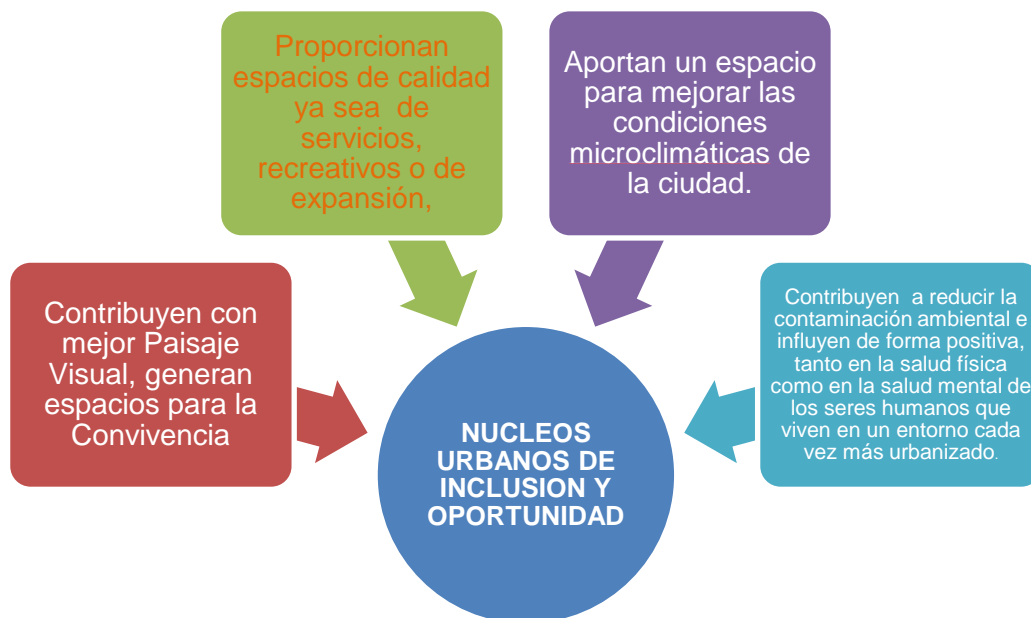 Proporcionan
espacios de calidad
ya sea de
servicios,
recreativos o de
expansión,
Aportan un espacio
para mejorar las
condiciones
microclimáticas de
la ciudad.
Contribuyen con
mejor Paisaje
Visual, generan
espacios para la
Convivencia
Contribuyen a reducir la
contaminación ambiental e
influyen de forma positiva,
tanto en la salud física
como en la salud mental de
los seres humanos que
viven en un entorno cada
vez más urbanizado.
NUCLEOS
URBANOS DE
INCLUSION Y
OPORTUNIDAD